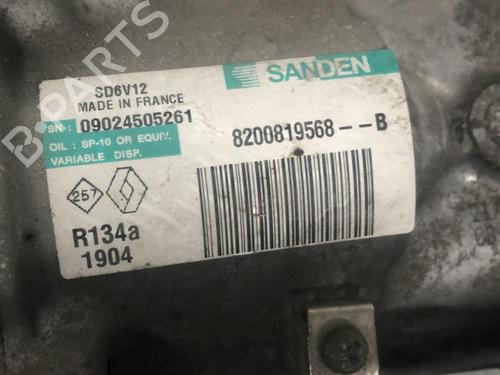 B-PARTS
SD6V12
MADE IN FRANCE
SN: 09024505261
OIL : SP-10 OR EQUIV.
VARIABLE DISP.
SANDEN
8200819568--B
257
R134a
1904